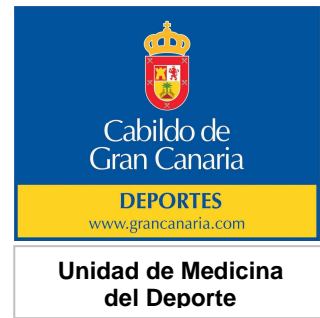 Cabildo de
Gran Canaria
DEPORTES
www.grancanaria.com
Unidad de Medicina
del Deporte